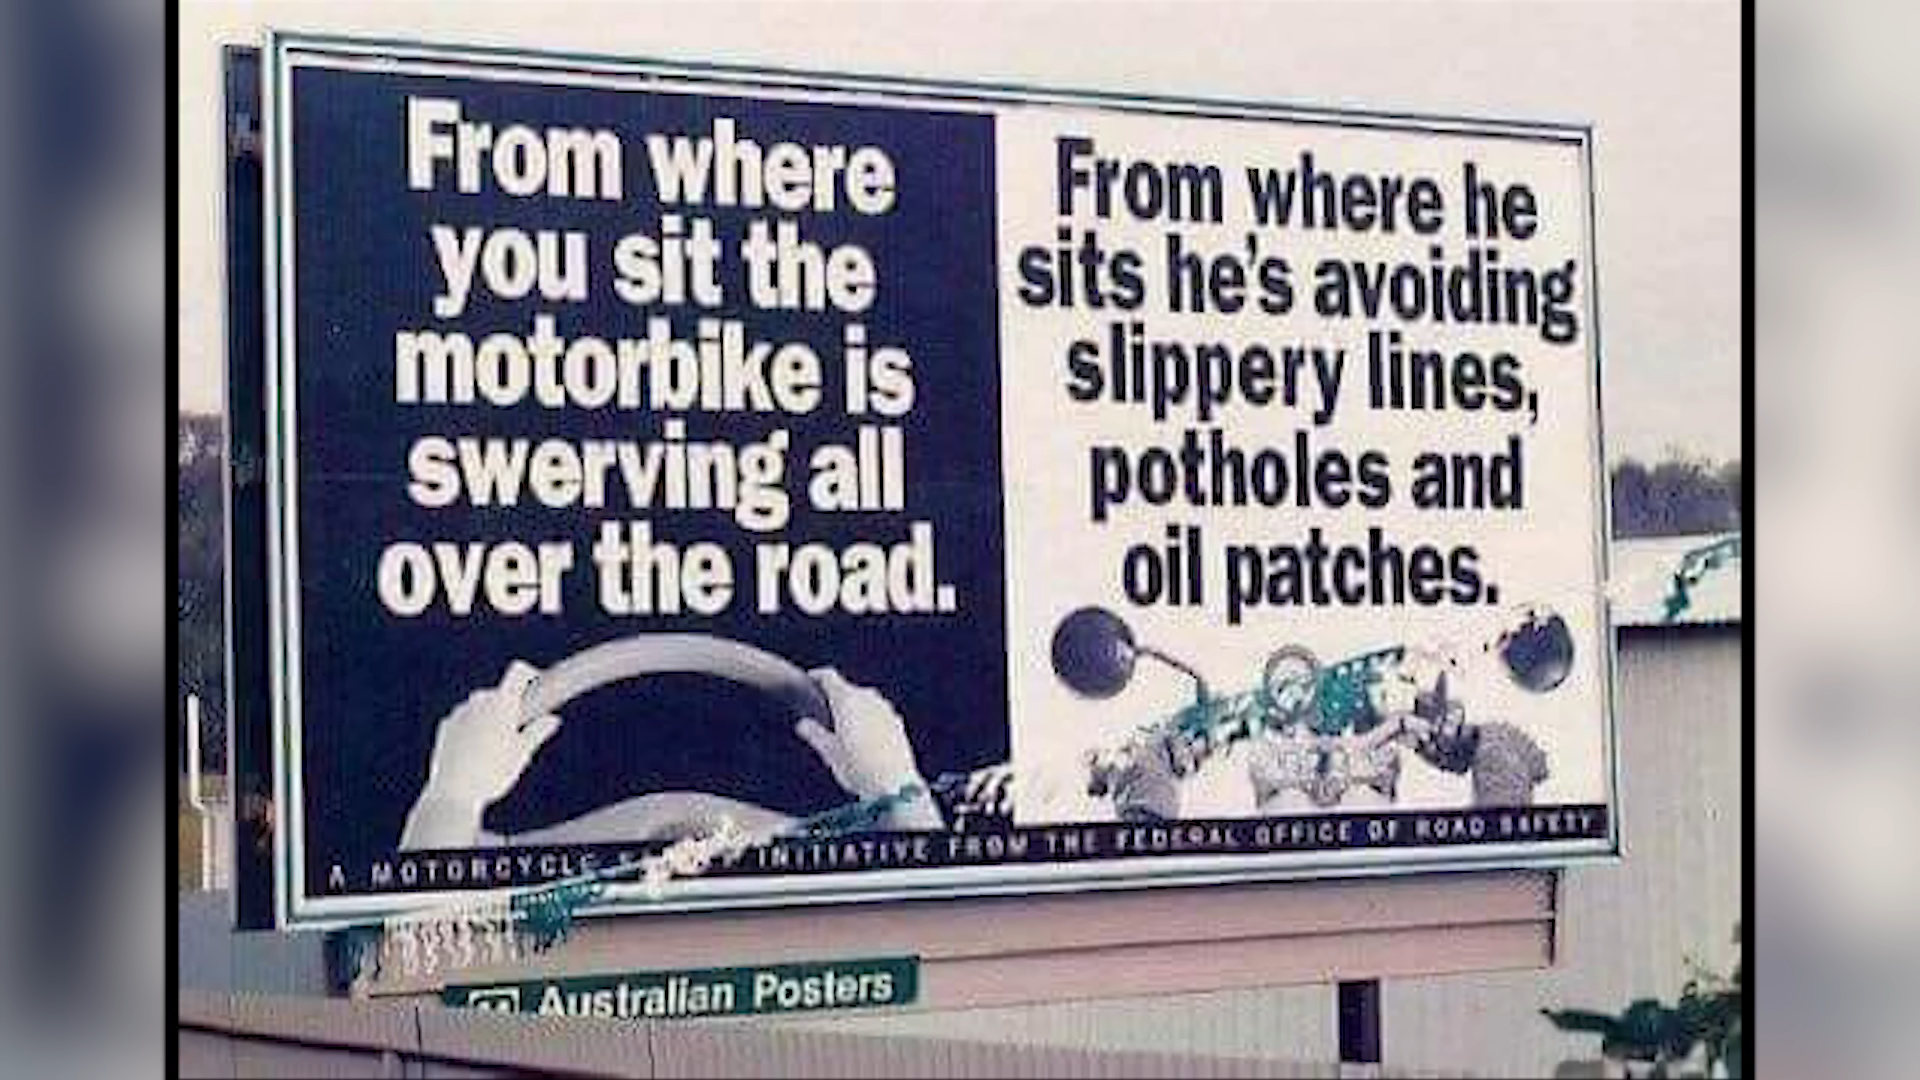 From where
you sit the
motorbike is
swerving all
over the road.
From where he
sits he's avoiding
slippery lines,
potholes and
oil patches.
A MOTORCYCLE INITIATIVE FROM THE FEDERAL OFFICE OF ROAD SAFETY
Australian Posters